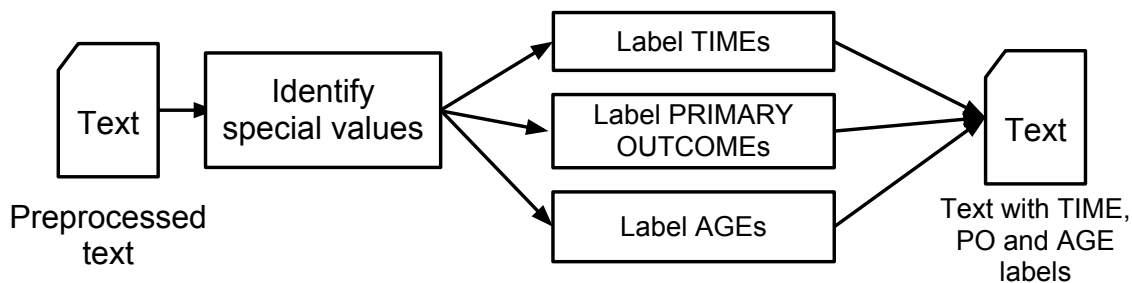 Text
Preprocessed
text
Identify
special values
Label TIMEs
Label PRIMARY
OUTCOMEs
Label AGEs
Text
Text with TIME,
PO and AGE
labels